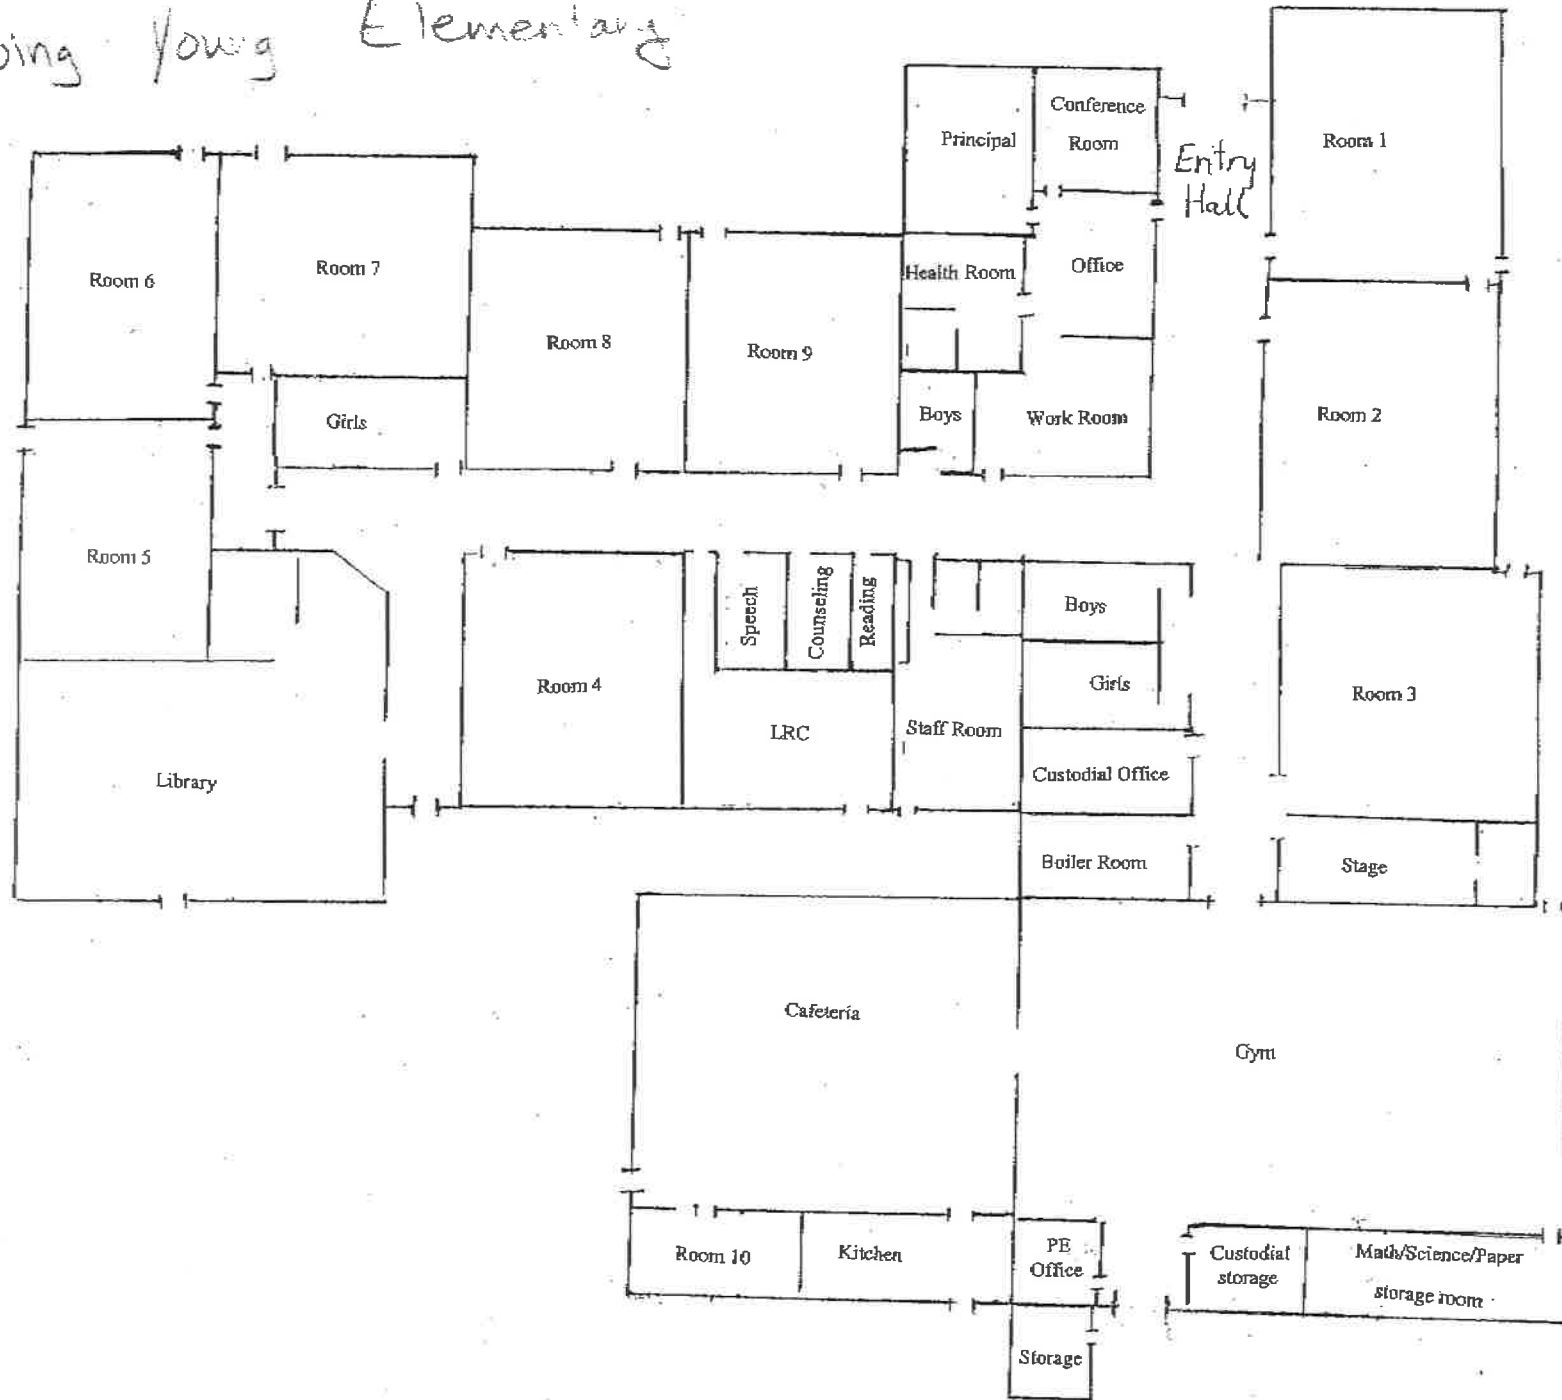 Young Elementary
Conference
Room
Principal
Entry
Hall
Room 1
Room 6
Room 7
Health Room
Office
Room 8
Room 9
Girls
Boys
Work Room
Room 2
Room 5
Speech
Counseling
Reading
Boys
Girls
Room 4
LRC
Staff Room
Room 3
Library
Custodial Office
Boiler Room
Stage
Cafeteria
Gym
Room 10
Kitchen
PE
Office
Custodial
storage
Math/Science/Paper
storage room
Storage